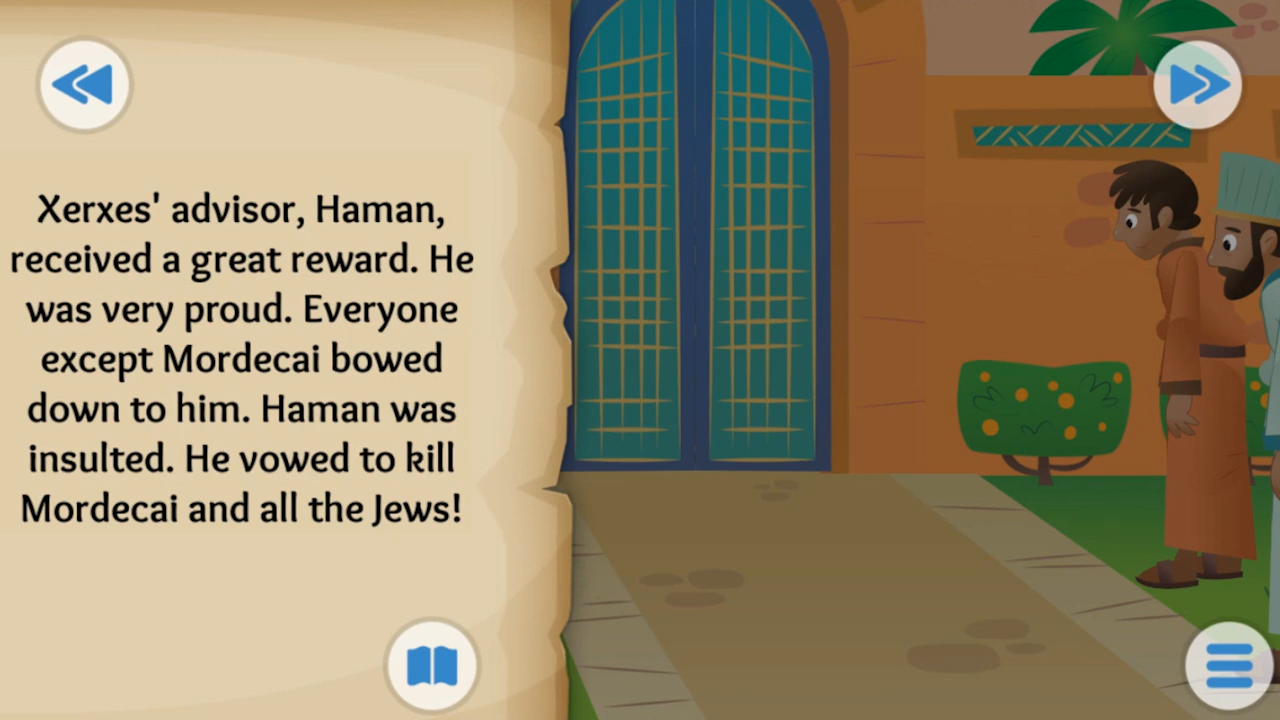 Xerxes' advisor, Haman,
received a great reward. He
was very proud. Everyone
except Mordecai bowed
down to him. Haman was
insulted. He vowed to kill
Mordecai and all the Jews!